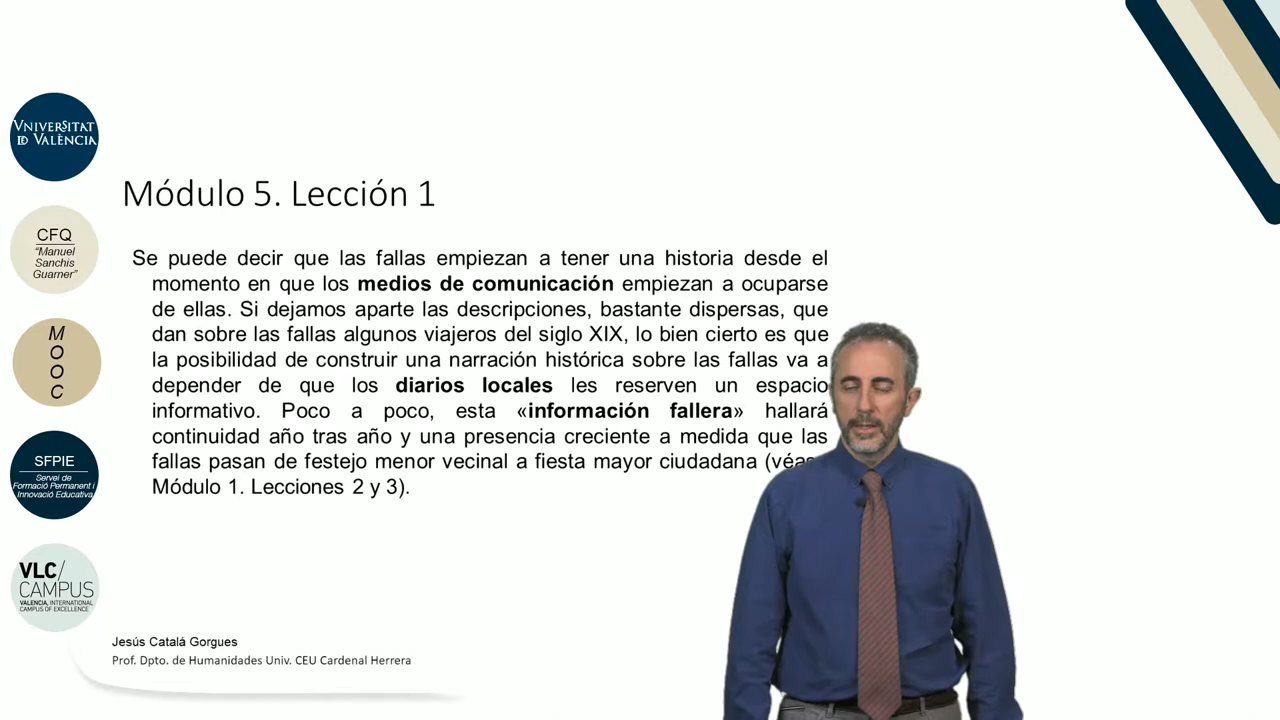 VNIVERSITAT
ID VALÈNCIA
CFQ
"Manuel
Sanchis
Guarner"
M
O
O
C
SFPIE
Servei de
Formació Permanent i
Innovació Educativa
VLC/
CAMPUS
VALENCIA, INTERNATIONAL
CAMPUS OF EXCELLENCE
Módulo 5. Lección 1
Se puede decir que las fallas empiezan a tener una historia desde el
momento en que los medios de comunicación empiezan a ocuparse
de ellas. Si dejamos aparte las descripciones, bastante dispersas, que
dan sobre las fallas algunos viajeros del siglo XIX, lo bien cierto es que
la posibilidad de construir una narración histórica sobre las fallas va a
depender de que los diarios locales les reserven un espacio
informativo. Poco a poco, esta «información fallera» hallará
continuidad año tras año y una presencia creciente a medida que las
fallas pasan de festejo menor vecinal a fiesta mayor ciudadana
Módulo 1. Lecciones 2 y 3).
Jesús Catalá Gorgues
Prof. Dpto. de Humanidades Univ. CEU Cardenal Herrera